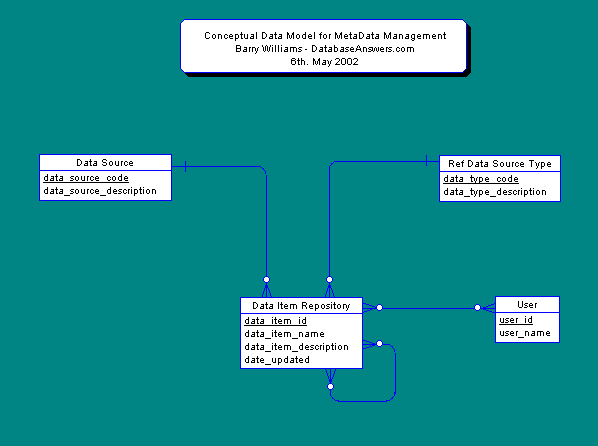 Conceptual Data Model for MetaData Management
Barry Williams - DatabaseAnswers.com
6th. May 2002
Data Source
data_source_code
data_source_description
Ref Data Source Type
data_type_code
data_type_description
Data Item Repository
data_item_id
data_item_name
data_item_description
date_updated
User
user_id
user_name